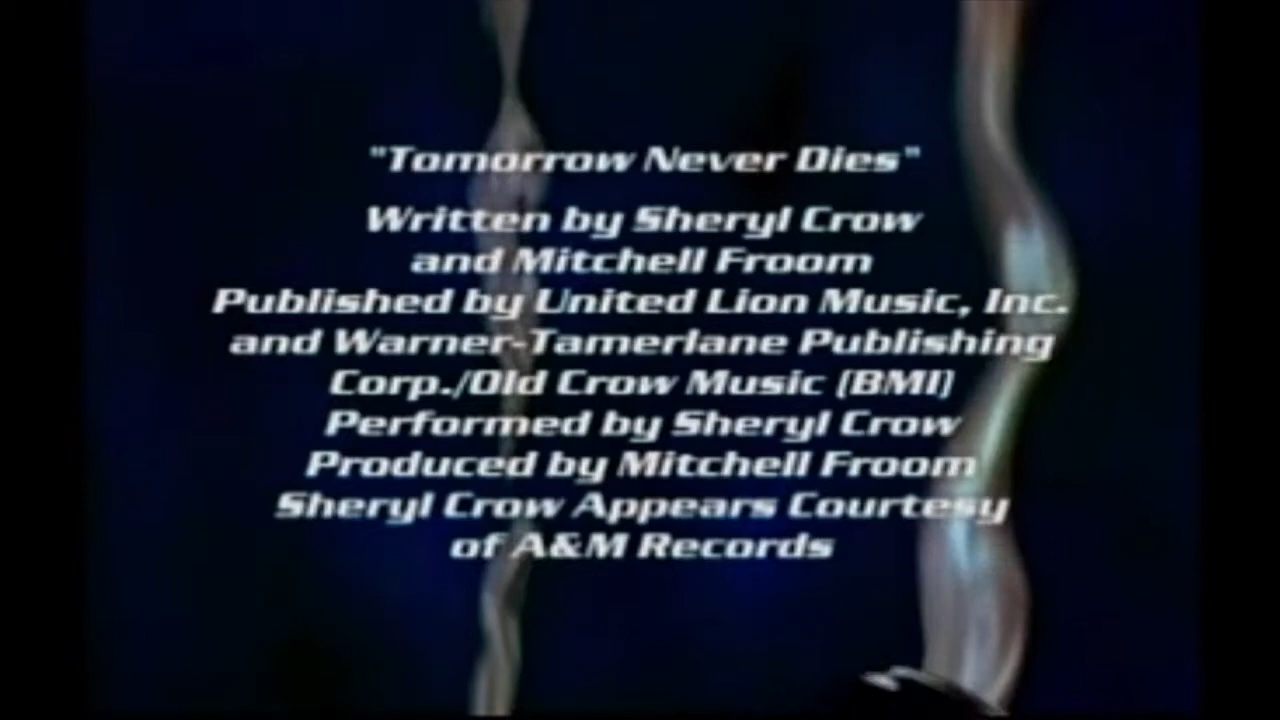 "Tomorrow Never Dies"
Written by Sheryl Crow
and Mitchell Froom
Published by United Lion Music, Inc.
and Warner-Tamerlane Publishing
Corp./Old Crow Music (BMI)
Performed by Sheryl Crow
Produced by Mitchell Froom
Sheryl Crow Appears Courtesy
of A&M Records